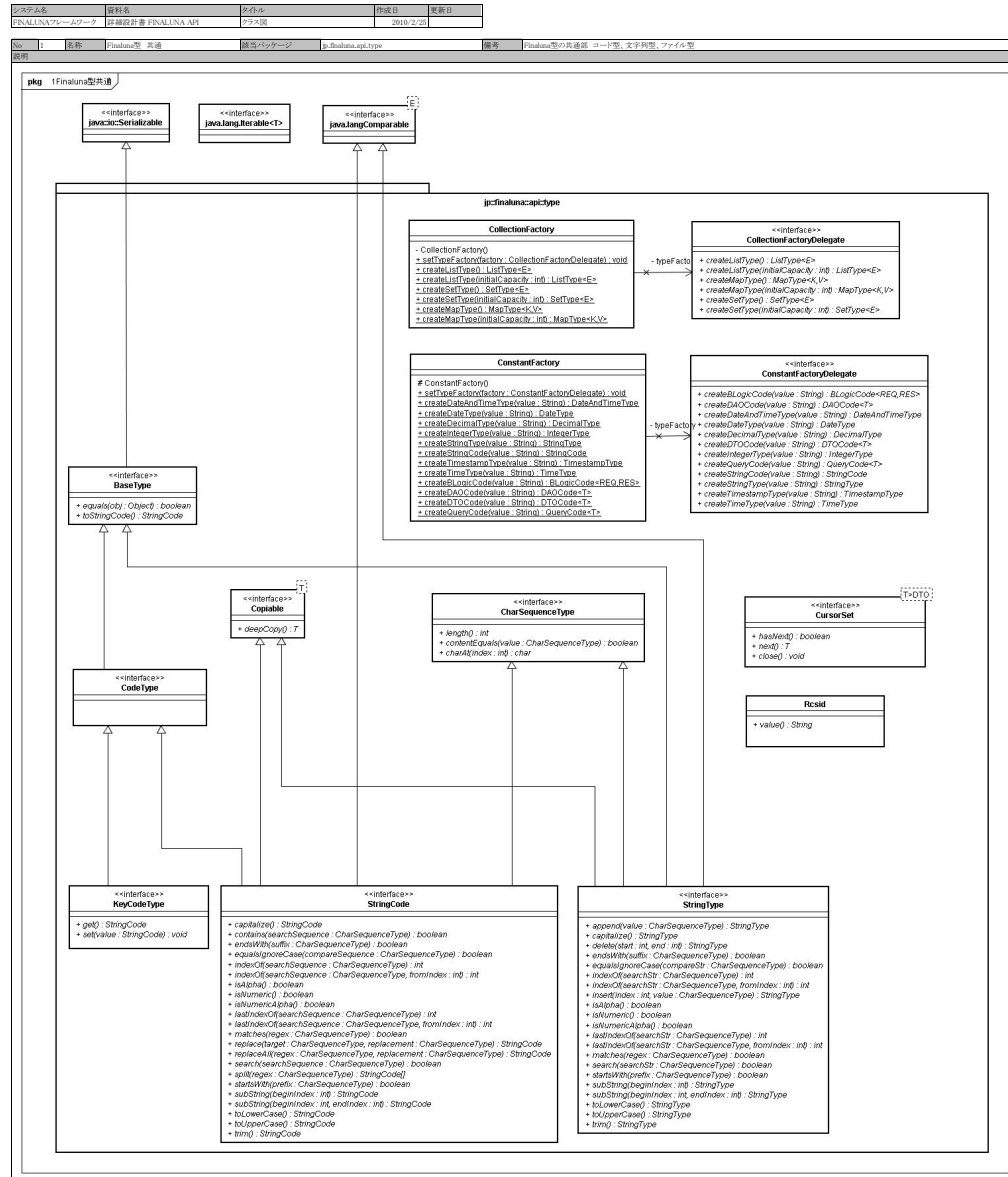 システム名 資料名 タイトル 作成日 更新日
FINALUNAフレームワーク 詳細設計書 FINALUNA API クラス図 2010/2/25
No 1 名称 Finaluna型 共通 該当パッケージ jp.finaluna.api.type 備考 Finaluna型の共通部 コード型、文字列型、ファイル型
説明
pkg 1Finaluna型共通
<<interface>>
java::io::Serializable
<<interface>>
java.lang.Iterable<T>
E
<<interface>>
java.langComparable
jp::finaluna::api::type
CollectionFactory
- CollectionFactory()
+ setTypeFactory(factory : CollectionFactoryDelegate) : void
+ createListType() : ListType<E>
+ createListType(initialCapacity : int) : ListType<E>
+ createSetType() : SetType<E>
+ createSetType(initialCapacity : int) : SetType<E>
+ createMapType() : MapType<K,V>
+ createMapType(initialCapacity : int) : MapType<K,V>
- typeFacto
<<interface>>
CollectionFactoryDelegate
+ createListType() : ListType<E>
+ createListType(initialCapacity : int) : ListType<E>
+ createMapType() : MapType<K,V>
+ createMapType(initialCapacity : int) : MapType<K,V>
+ createSetType() : SetType<E>
+ createSetType(initialCapacity : int) : SetType<E>
ConstantFactory
# ConstantFactory()
+ setTypeFactory(factory : ConstantFactoryDelegate) : void
+ createDateAndTimeType(value : String) : DateAndTimeType
+ createDateType(value : String) : DateType
+ createDecimalType(value : String) : DecimalType
+ createIntegerType(value : String) : IntegerType
+ createStringType(value : String) : StringType
+ createStringCode(value : String) : StringCode
+ createTimestampType(value : String) : TimestampType
+ createTimeType(value : String) : TimeType
+ createBLogicCode(value : String) : BLogicCode<REQ,RES>
+ createDAOCode(value : String) : DAOCode<T>
+ createDTOCode(value : String) : DTOCode<T>
+ createQueryCode(value : String) : QueryCode<T>
- typeFactory
<<interface>>
ConstantFactoryDelegate
+ createBLogicCode(value : String) : BLogicCode<REQ,RES>
+ createDAOCode(value : String) : DAOCode<T>
+ createDateAndTimeType(value : String) : DateAndTimeType
+ createDateType(value : String) : DateType
+ createDecimalType(value : String) : DecimalType
+ createDTOCode(value : String) : DTOCode<T>
+ createIntegerType(value : String) : IntegerType
+ createQueryCode(value : String) : QueryCode<T>
+ createStringCode(value : String) : StringCode
+ createStringType(value : String) : StringType
+ createTimestampType(value : String) : TimestampType
+ createTimeType(value : String) : TimeType
<<interface>>
BaseType
+ equals(obj : Object) : boolean
+ toStringCode() : StringCode
T
<<interface>>
Copiable
+ deepCopy() : T
<<interface>>
CharSequenceType
+ length() : int
+ contentEquals(value : CharSequenceType) : boolean
+ charAt(index : int) : char
T>DTO
<<interface>>
CursorSet
+ hasNext() : boolean
+ next() : T
+ close() : void
<<interface>>
CodeType
Rcsid
+ value() : String
<<interface>>
KeyCodeType
+ get() : StringCode
+ set(value : StringCode) : void
<<interface>>
StringCode
+ capitalize() : StringCode
+ contains(searchSequence : CharSequenceType) : boolean
+ endsWith(suffix : CharSequenceType) : boolean
+ equalsIgnoreCase(compareSequence : CharSequenceType) : boolean
+ indexOf(searchSequence : CharSequenceType) : int
+ indexOf(searchSequence : CharSequenceType, fromIndex : int) : int
+ isAlpha() : boolean
+ isNumeric() : boolean
+ isNumericAlpha() : boolean
+ lastIndexOf(searchSequence : CharSequenceType) : int
+ lastIndexOf(searchSequence : CharSequenceType, fromIndex : int) : int
+ matches(regex : CharSequenceType) : boolean
+ replace(target : CharSequenceType, replacement : CharSequenceType) : StringCode
+ replaceAll(regex : CharSequenceType, replacement : CharSequenceType) : StringCode
+ search(searchSequence : CharSequenceType) : boolean
+ split(regex : CharSequenceType) : StringCode[]
+ startsWith(prefix : CharSequenceType) : boolean
+ subString(beginIndex : int) : StringCode
+ subString(beginIndex : int, endIndex : int) : StringCode
+ toLowerCase() : StringCode
+ toUpperCase() : StringCode
+ trim() : StringCode
<<interface>>
StringType
+ append(value : CharSequenceType) : StringType
+ capitalize() : StringType
+ delete(start : int, end : int) : StringType
+ endsWith(suffix : CharSequenceType) : boolean
+ equalsIgnoreCase(compareStr : CharSequenceType) : boolean
+ indexOf(searchStr : CharSequenceType) : int
+ indexOf(searchStr : CharSequenceType, fromIndex : int) : int
+ insert(index : int, value : CharSequenceType) : StringType
+ isAlpha() : boolean
+ isNumeric() : boolean
+ isNumericAlpha() : boolean
+ lastIndexOf(searchStr : CharSequenceType) : int
+ lastIndexOf(searchStr : CharSequenceType, fromIndex : int) : int
+ matches(regex : CharSequenceType) : boolean
+ search(searchStr : CharSequenceType) : boolean
+ startsWith(prefix : CharSequenceType) : boolean
+ subString(beginIndex : int) : StringType
+ subString(beginIndex : int, endIndex : int) : StringType
+ toLowerCase() : StringType
+ toUpperCase() : StringType
+ trim() : StringType